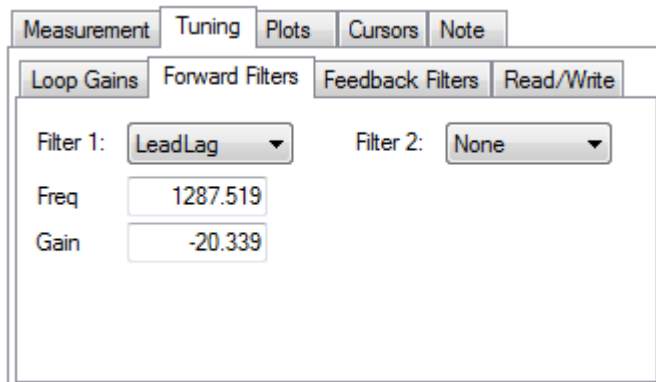 Measurement Tuning Plots Cursors Note
Loop Gains Forward Filters Feedback Filters Read/Write
Filter 1: LeadLag Filter 2: None
Freq 1287.519
Gain -20.339